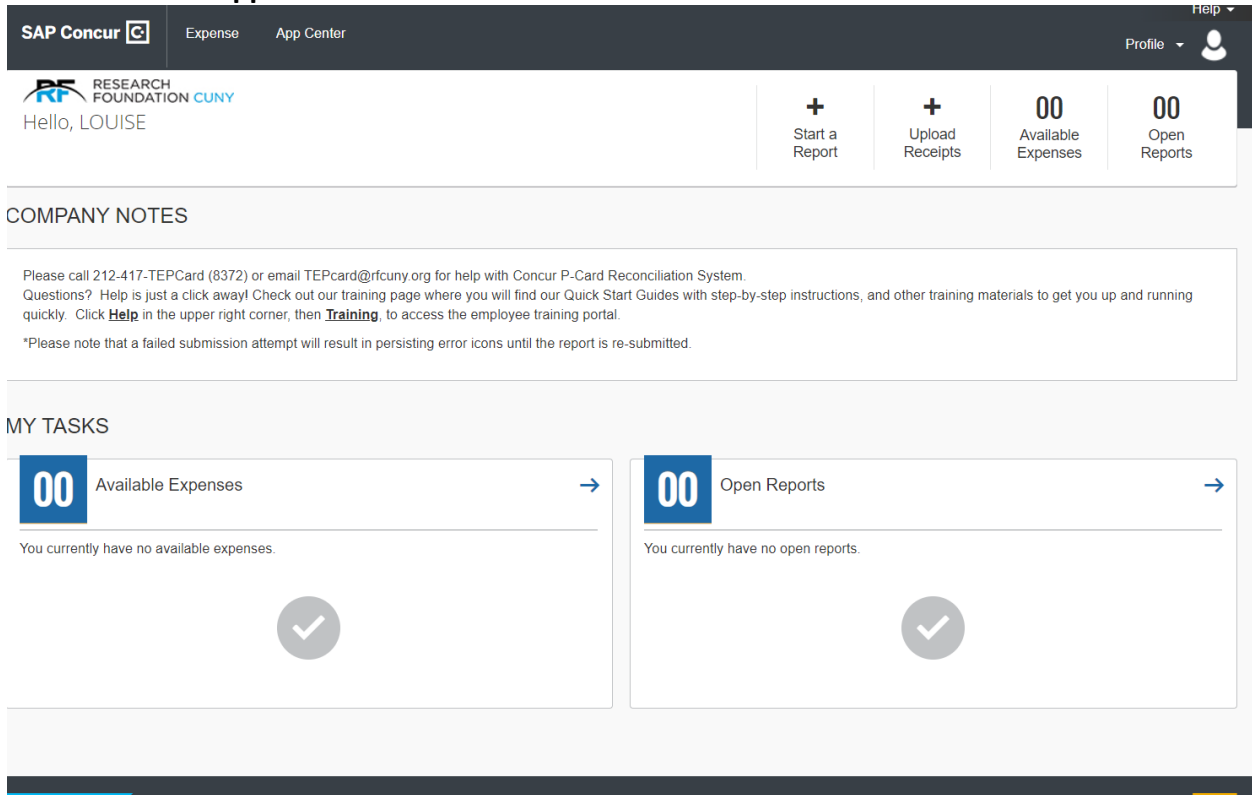 Help
SAP Concur C Expense App Center
Profile
RF RESEARCH
FOUNDATION CUNY
Hello, LOUISE
+ Start a Report
+ Upload Receipts
00 Available Expenses
00 Open Reports
COMPANY NOTES
Please call 212-417-TEPCard (8372) or email TEPcard@rfcuny.org for help with Concur P-Card Reconciliation System.
Questions? Help is just a click away! Check out our training page where you will find our Quick Start Guides with step-by-step instructions, and other training materials to get you up and running
quickly. Click Help in the upper right corner, then Training, to access the employee training portal.
*Please note that a failed submission attempt will result in persisting error icons until the report is re-submitted.
MY TASKS
00 Available Expenses →
You currently have no available expenses.
00 Open Reports →
You currently have no open reports.